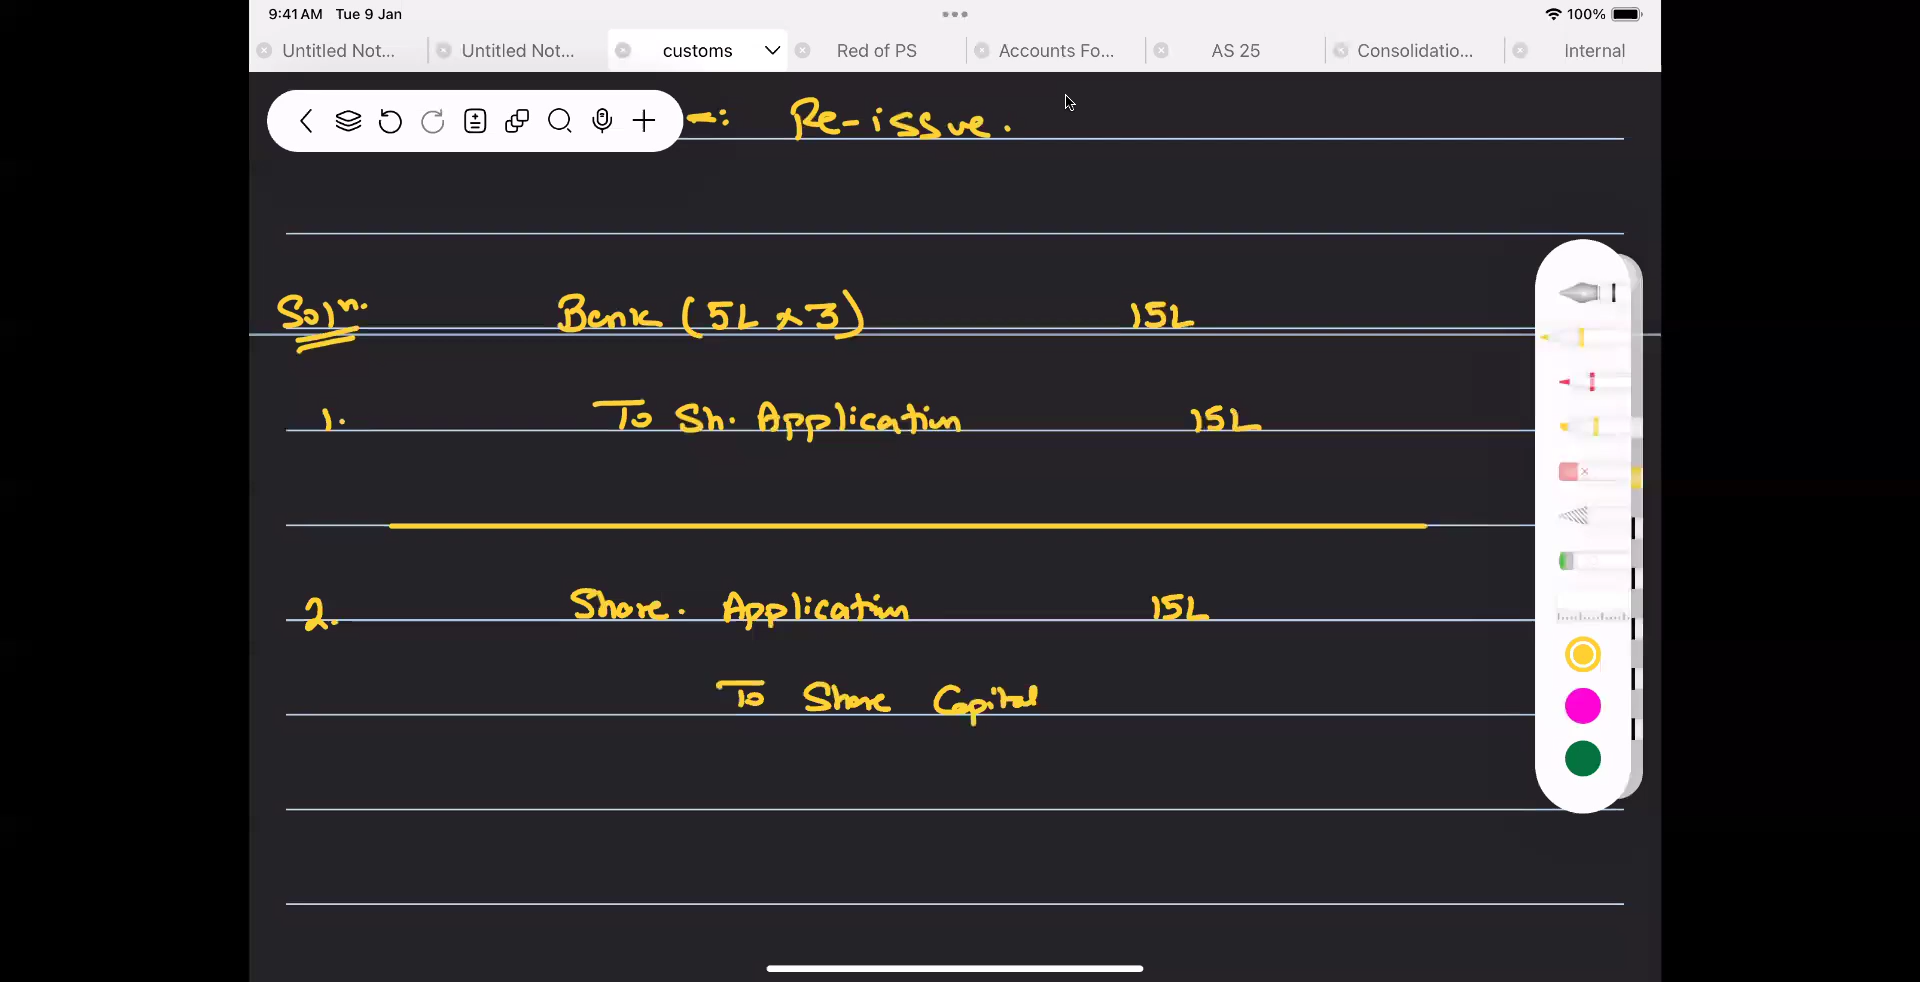 9:41 AM Tue 9 Jan 100%
Untitled Not... Untitled Not... customs Red of PS Accounts Fo... AS 25 Consolidatio... Internal
-: Re-issue.
Solⁿ. Bank (5L x 3) 15L
1. To Sh. Application 15L
2. Share. Application 15L
To Share Capital